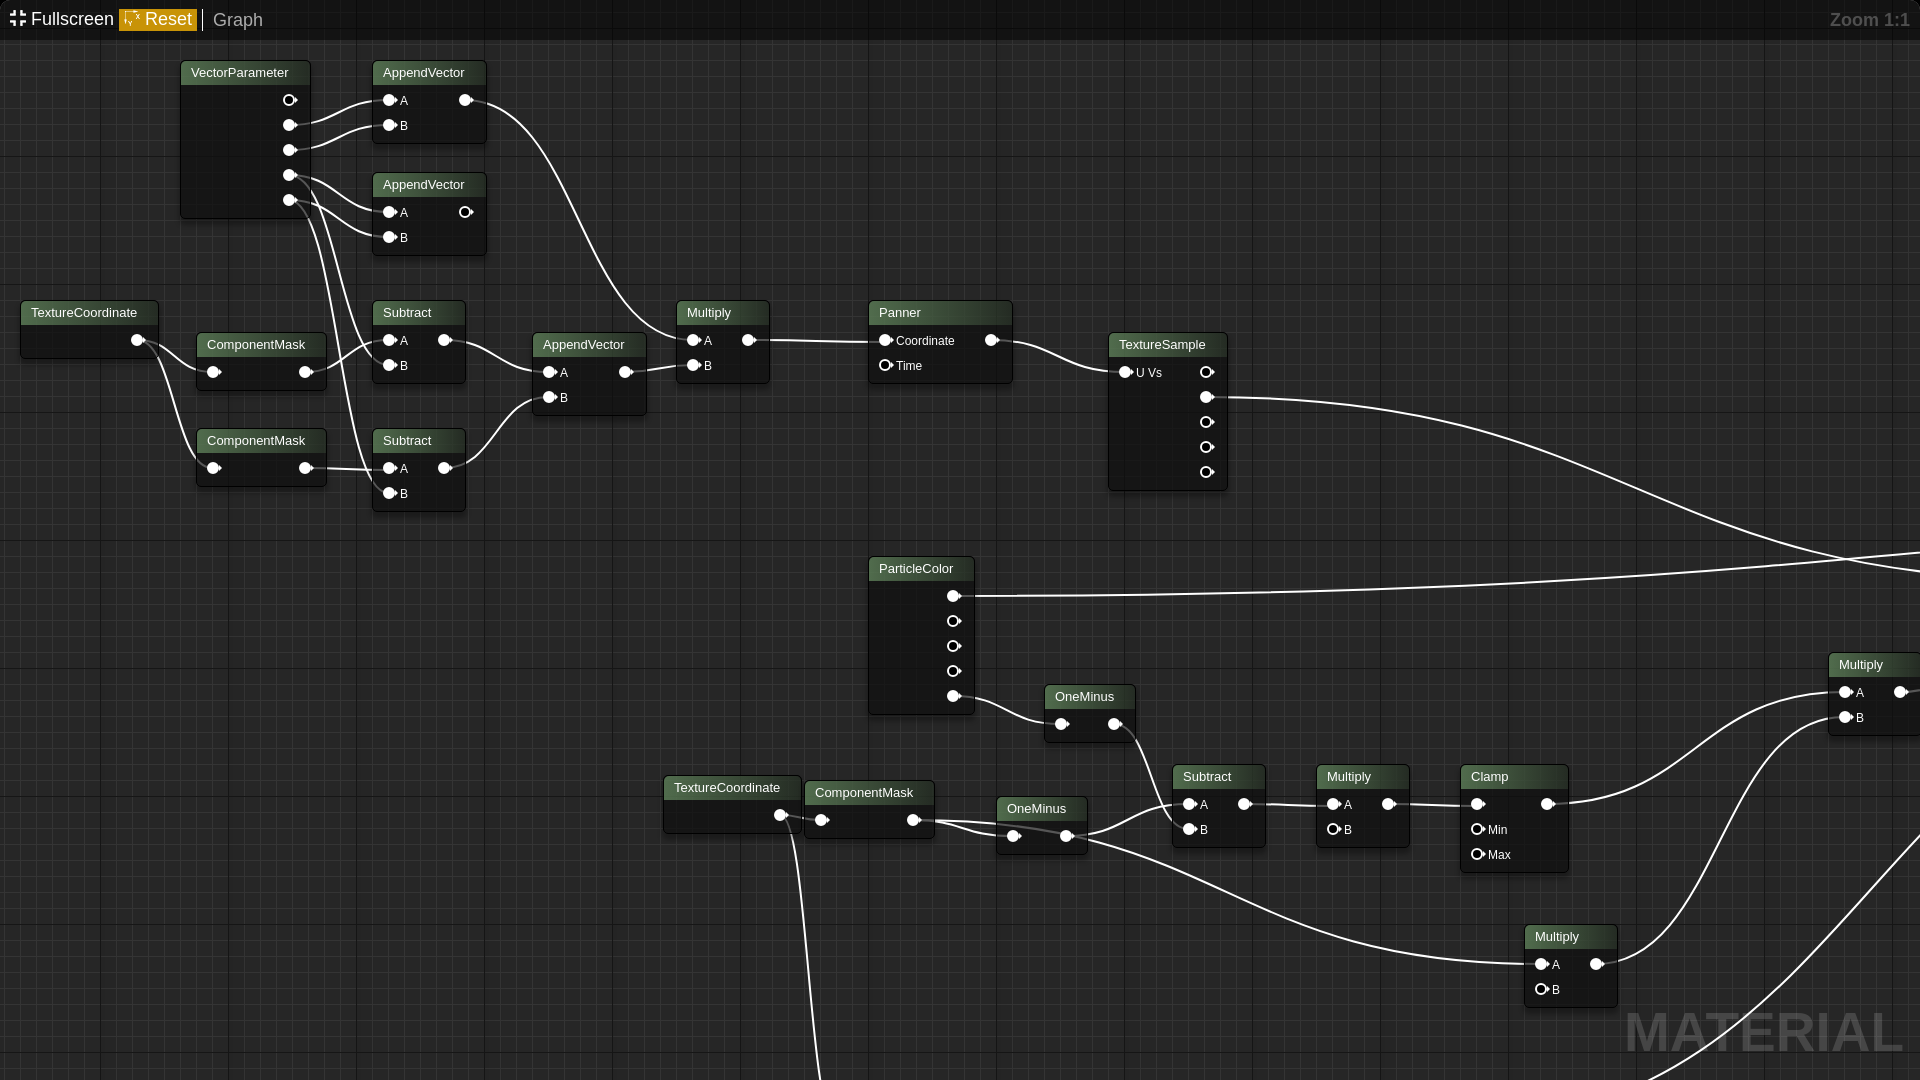 Fullscreen Reset Graph Zoom 1:1
VectorParameter
AppendVector
A
B
AppendVector
A
B
TextureCoordinate
ComponentMask
ComponentMask
Subtract
A
B
Subtract
A
B
AppendVector
A
B
Multiply
A
B
Panner
Coordinate
Time
TextureSample
U Vs
ParticleColor
OneMinus
TextureCoordinate
ComponentMask
OneMinus
Subtract
A
B
Multiply
A
B
Clamp
Min
Max
Multiply
A
B
Multiply
A
B
MATERIAL